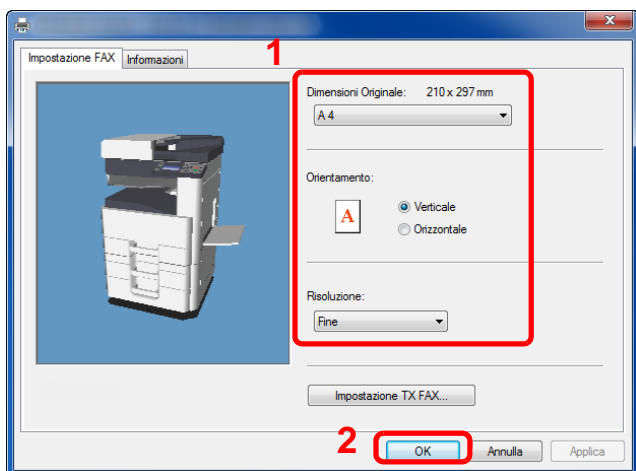 Impostazione FAX
Informazioni
1
Dimensioni Originale: 210 x 297 mm
A 4
Orientamento:
A
Verticale
Orizzontale
Risoluzione:
Fine
Impostazione TX FAX...
2
OK
Annulla
Applica